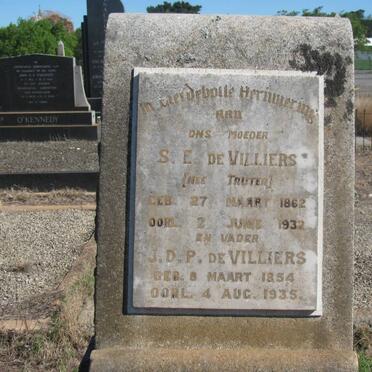 In Liefdevolle Herinnering
aan
ONS MOEDER
S. E. DE VILLIERS
(NEE TRUTER)
GEB. 27 MAART 1862
OORL. 2 JUNIE 1932
EN VADER
J. D. P. DE VILLIERS
GEB. 8 MAART 1854
OORL. 4 AUG. 1935.
O'KENNEDY